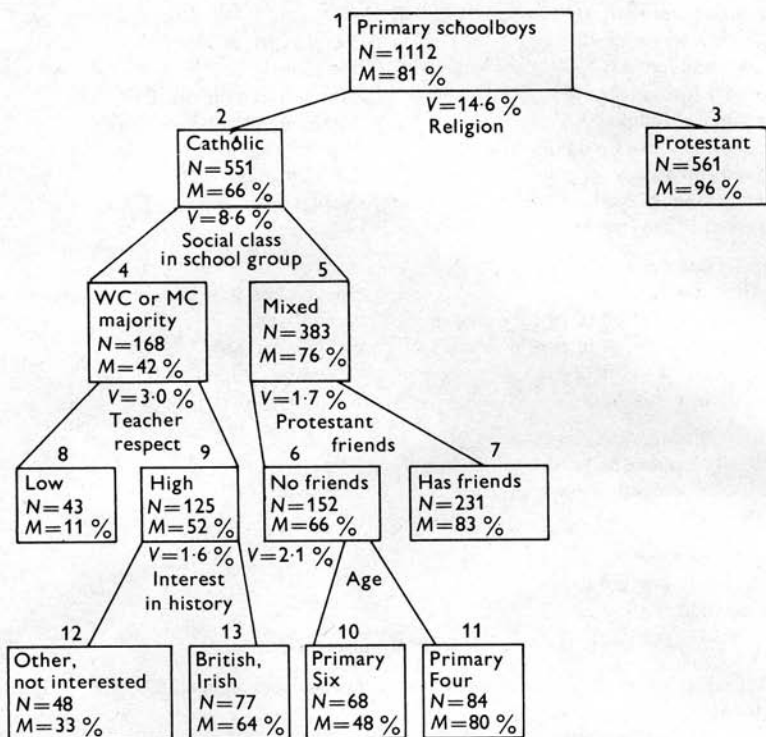 1
Primary schoolboys
N=1112
M=81 %
V=14·6 %
Religion
2
Catholic
N=551
M=66 %
3
Protestant
N=561
M=96 %
V=8·6 %
Social class
in school group
4
WC or MC
majority
N=168
M=42 %
5
Mixed
N=383
M=76 %
V=3·0 %
Teacher
respect
V=1·7 %
Protestant
friends
8
Low
N=43
M=11 %
9
High
N=125
M=52 %
6
No friends
N=152
M=66 %
7
Has friends
N=231
M=83 %
V=1·6 %
Interest
in history
V=2·1 %
Age
12
Other,
not interested
N=48
M=33 %
13
British,
Irish
N=77
M=64 %
10
Primary
Six
N=68
M=48 %
11
Primary
Four
N=84
M=80 %